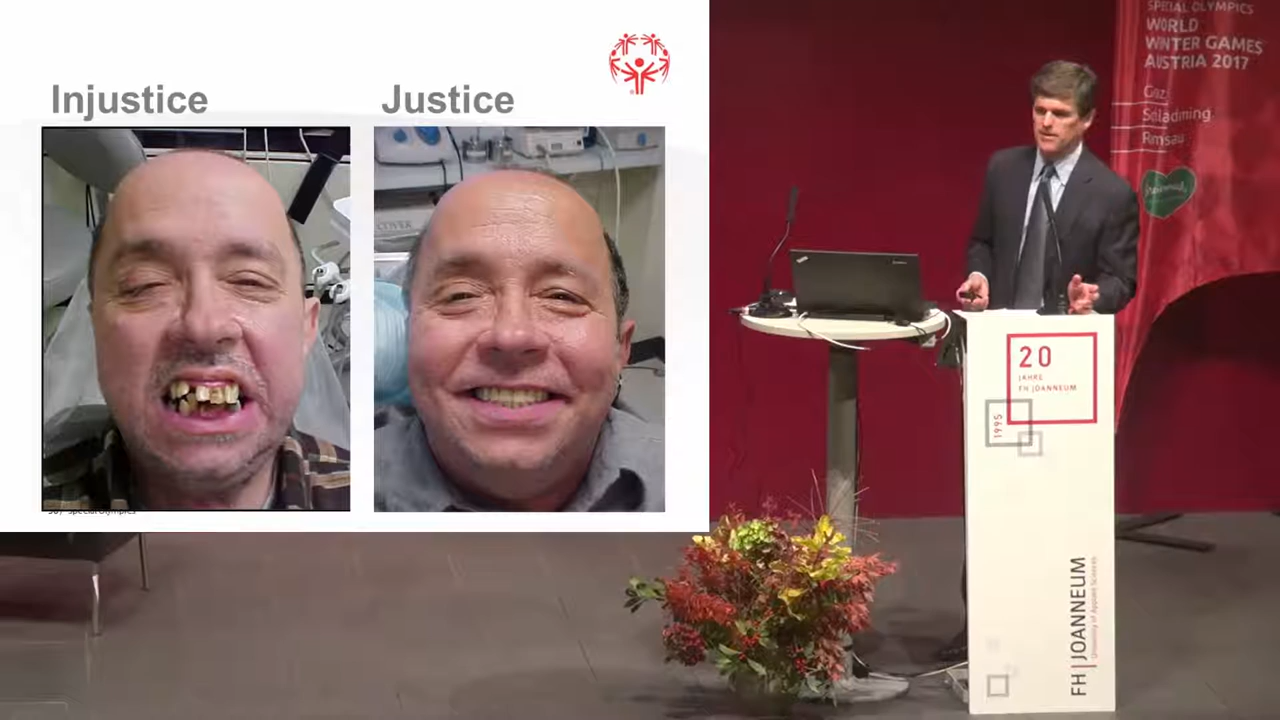 Injustice
Justice
SPECIAL OLYMPICS
WORLD
WINTER GAMES
AUSTRIA 2017
Graz
Schladming
Ramsau
20
JAHRE
FH JOANNEUM
1995
FH | JOANNEUM
University of Applied Sciences